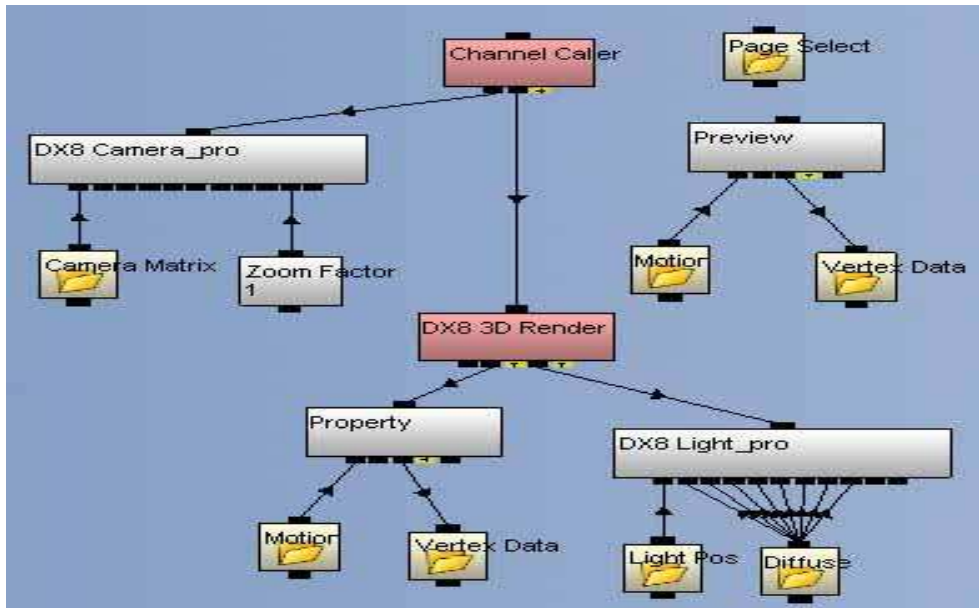 Channel Caller
Page Select
DX8 Camera_pro
Preview
Camera Matrix
Zoom Factor
1
Motion
Vertex Data
DX8 3D Render
Property
DX8 Light_pro
Motion
Vertex Data
Light Pos
Diffuse